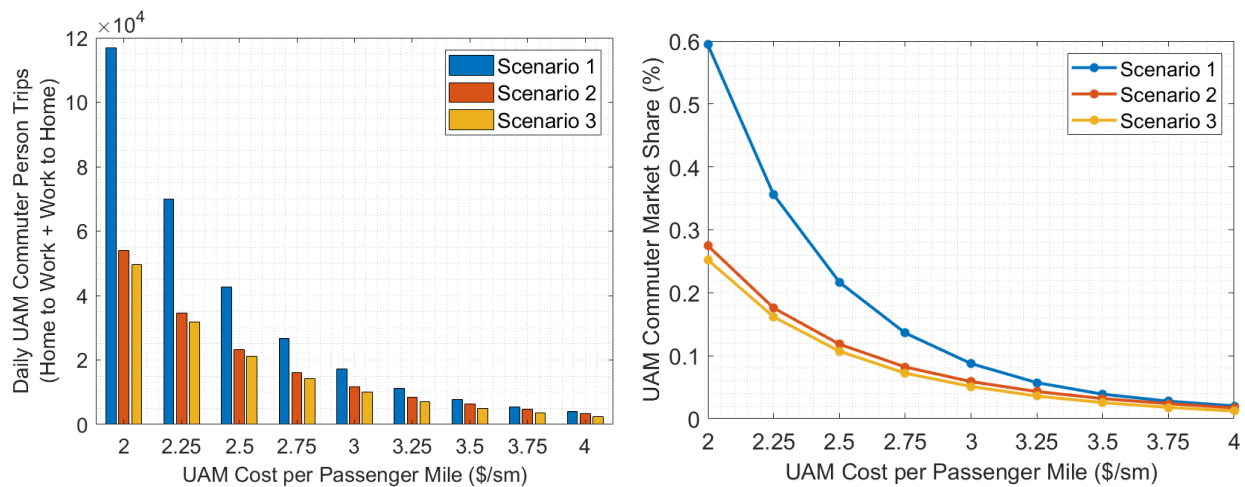 ×10⁴
12
10
8
6
4
2
0
Daily UAM Commuter Person Trips
(Home to Work + Work to Home)
Scenario 1
Scenario 2
Scenario 3
2 2.25 2.5 2.75 3 3.25 3.5 3.75 4
UAM Cost per Passenger Mile ($/sm)
0.6
0.5
0.4
0.3
0.2
0.1
0
UAM Commuter Market Share (%)
Scenario 1
Scenario 2
Scenario 3
2 2.25 2.5 2.75 3 3.25 3.5 3.75 4
UAM Cost per Passenger Mile ($/sm)